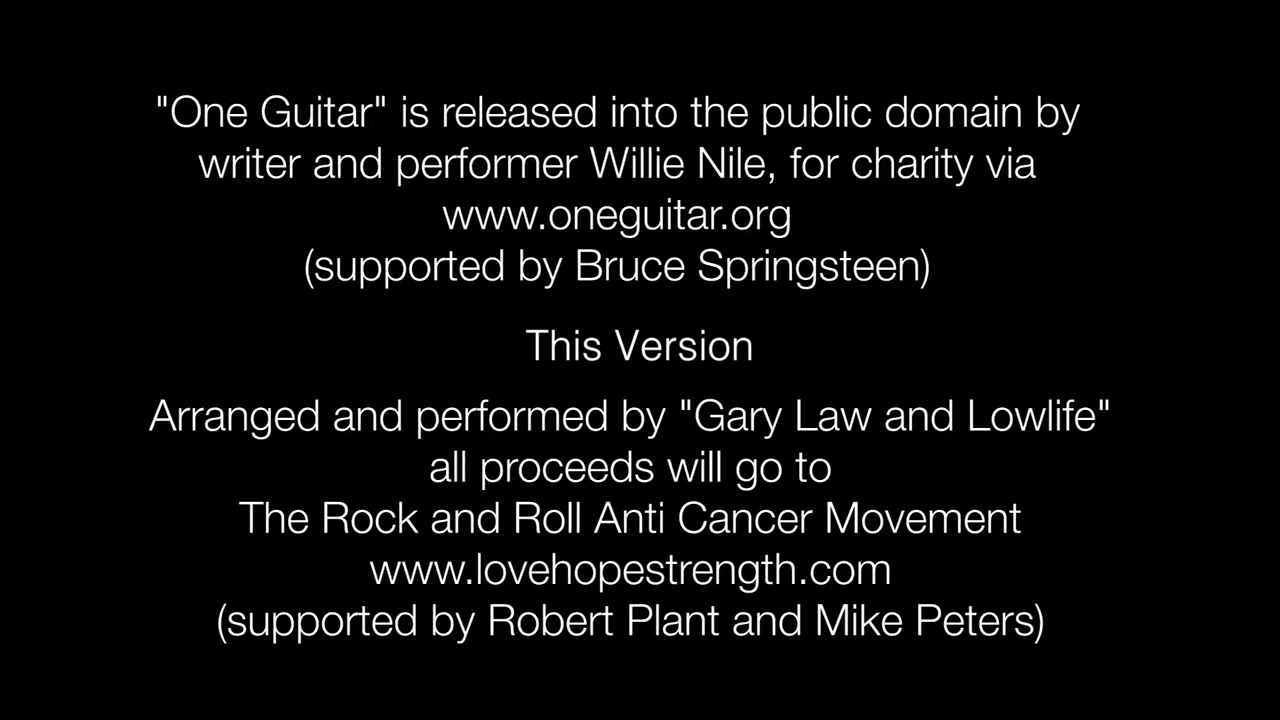 "One Guitar" is released into the public domain by
writer and performer Willie Nile, for charity via
www.oneguitar.org
(supported by Bruce Springsteen)
This Version
Arranged and performed by "Gary Law and Lowlife"
all proceeds will go to
The Rock and Roll Anti Cancer Movement
www.lovehopestrength.com
(supported by Robert Plant and Mike Peters)